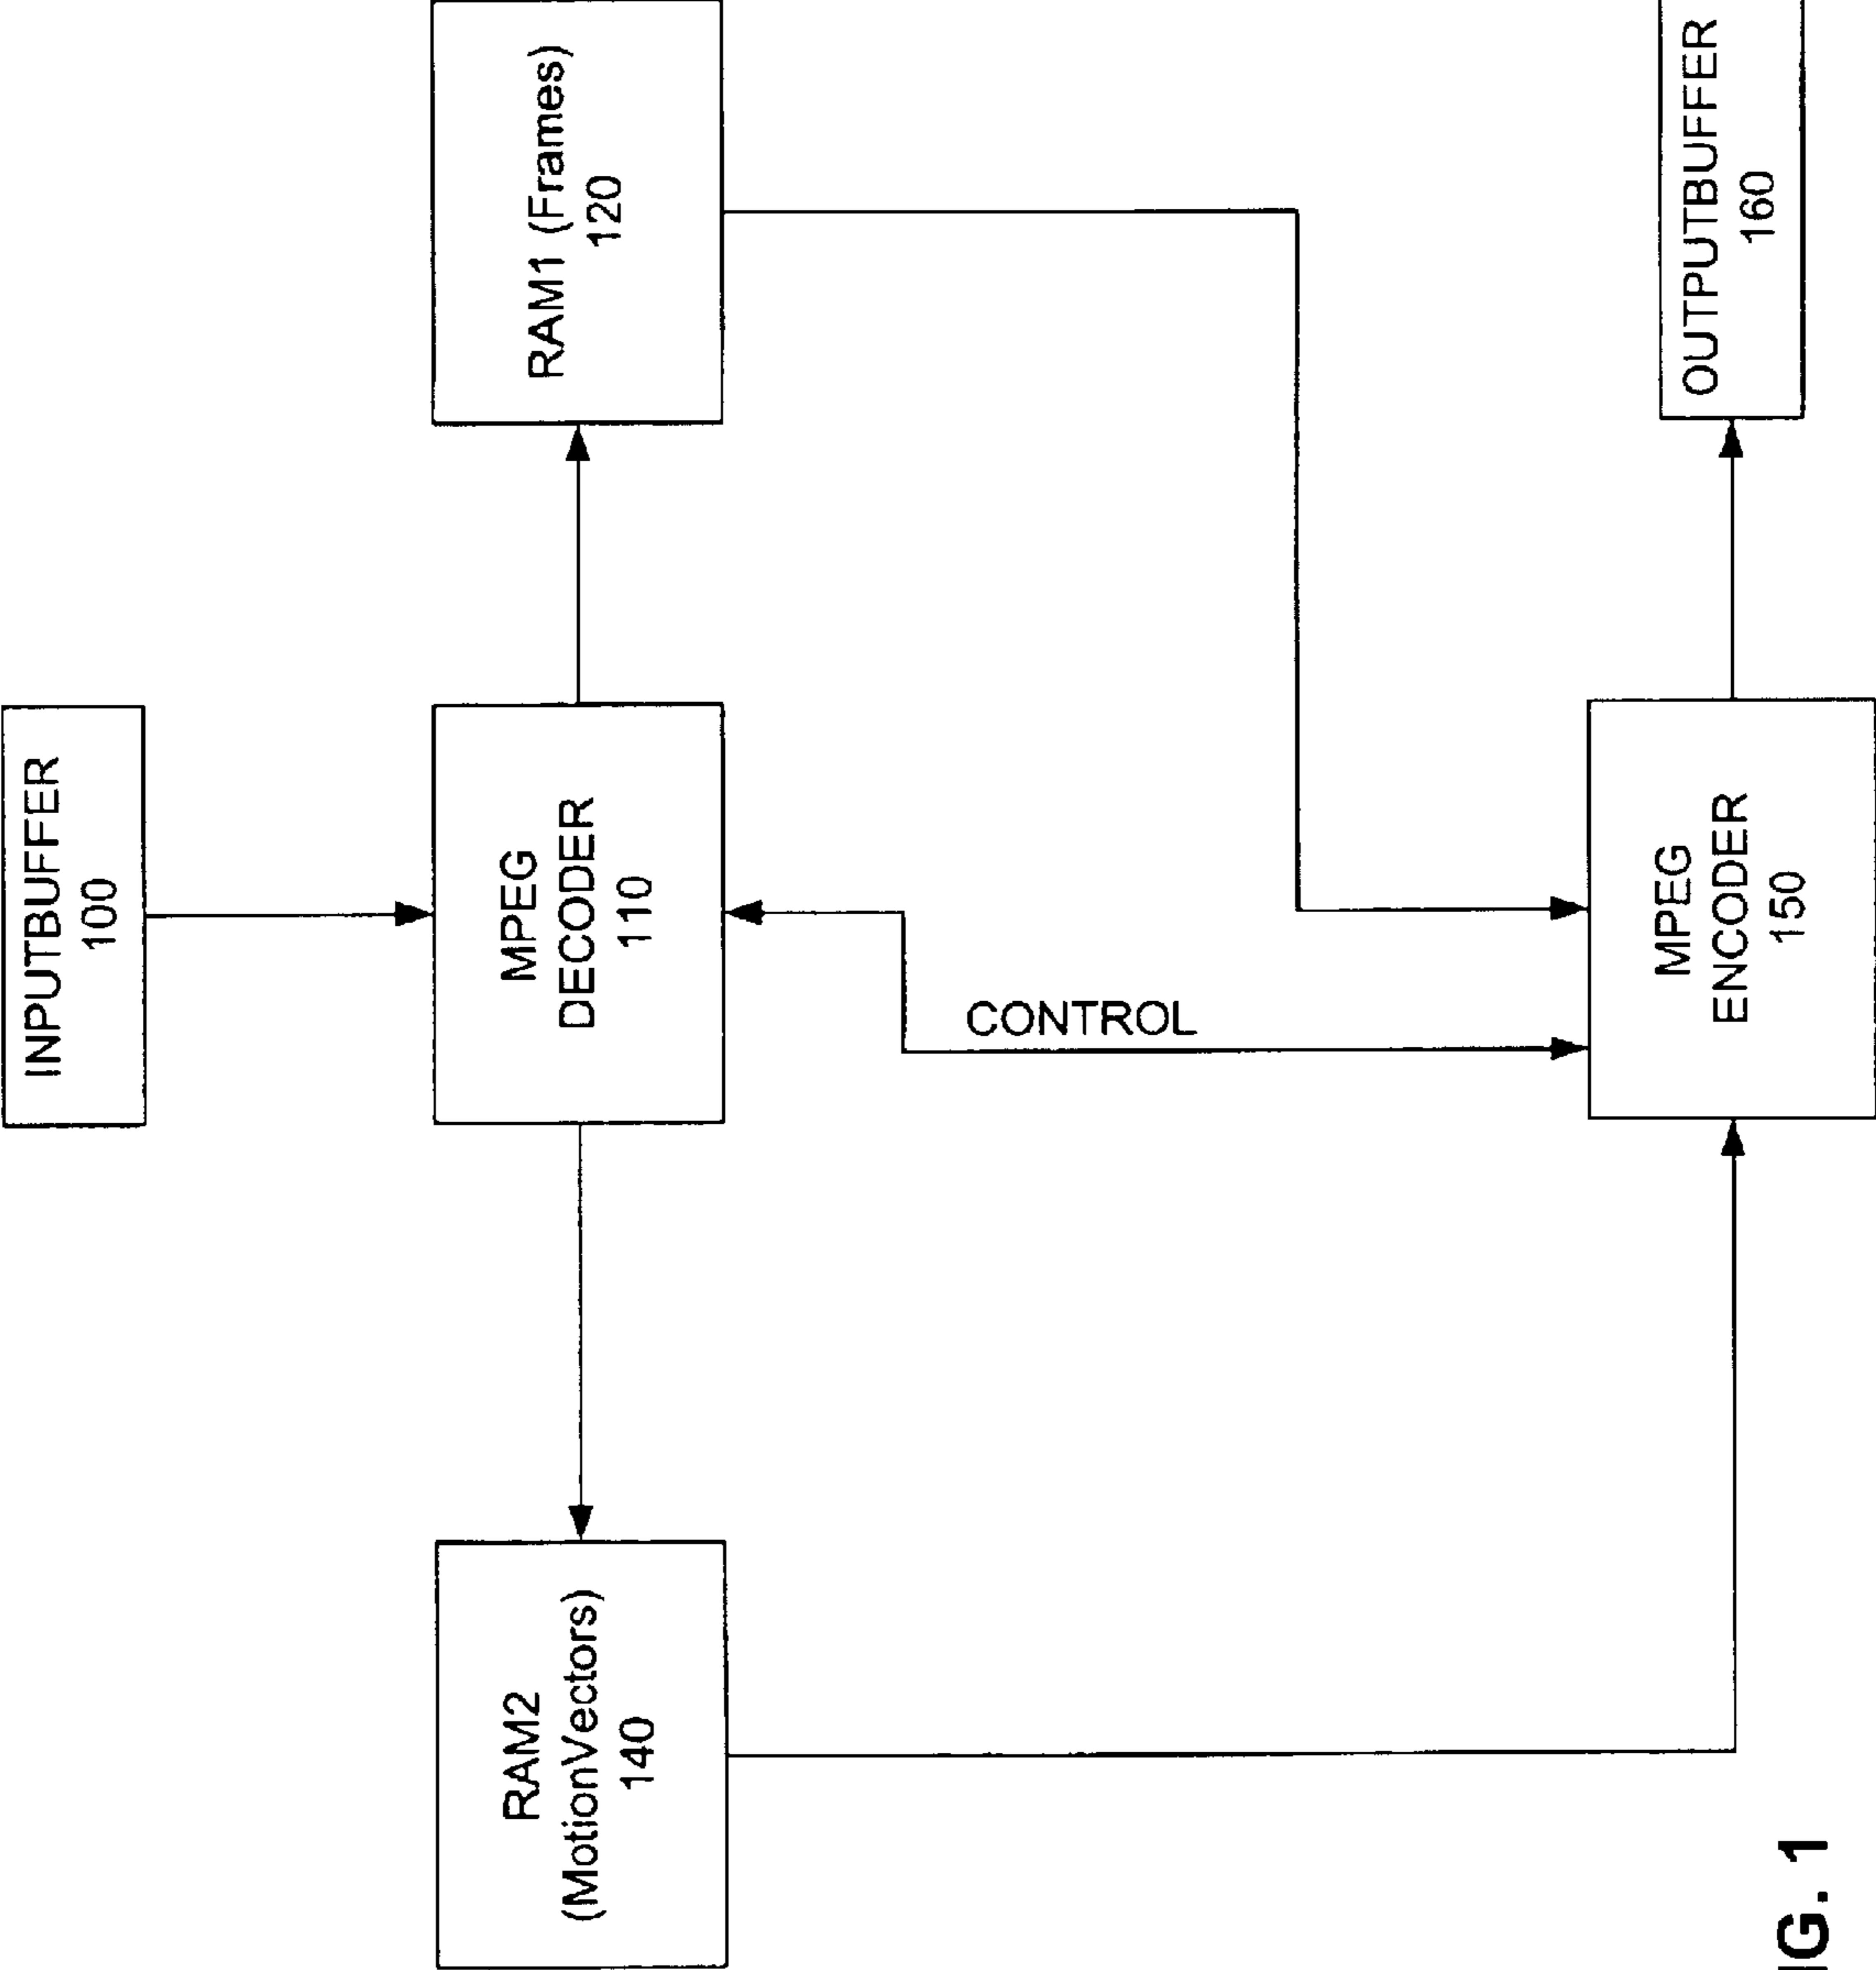 INPUTBUFFER
100
RAM2
(MotionVectors)
140
MPEG
DECODER
110
RAM1 (Frames)
120
CONTROL
MPEG
ENCODER
150
OUTPUTBUFFER
160
IG. 1